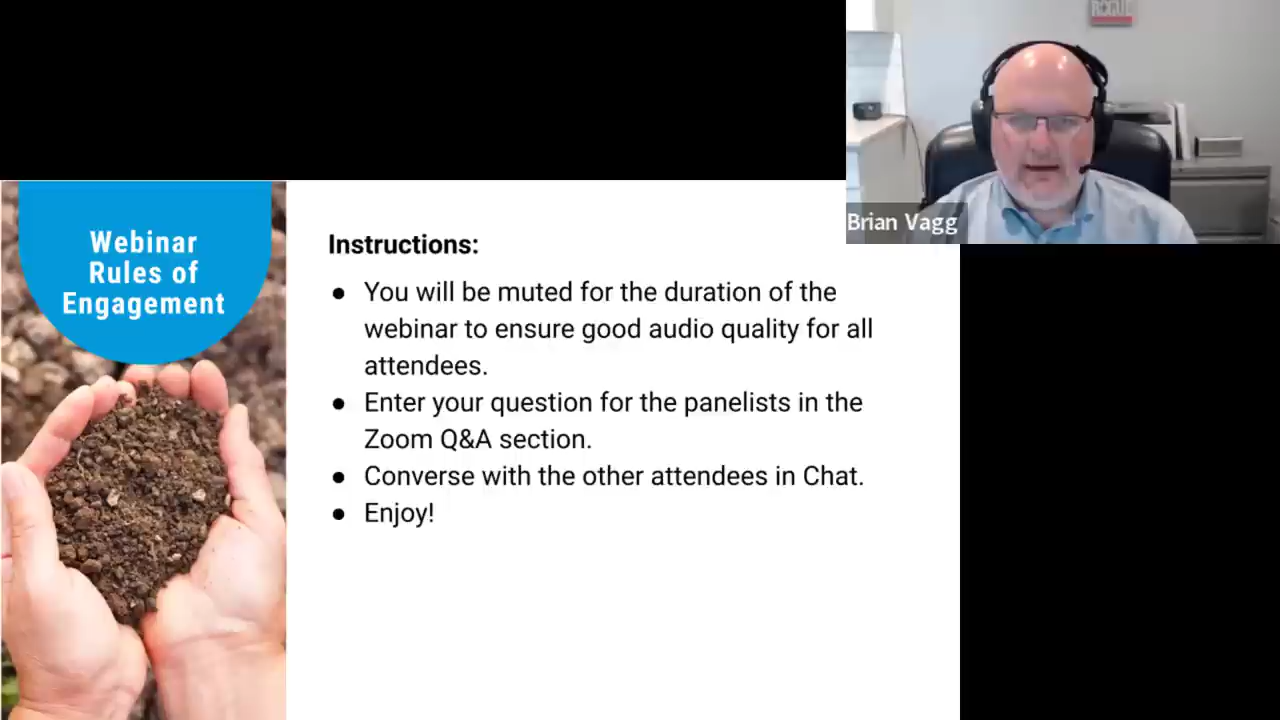 ROGUE
Brian Vagg
Webinar
Rules of
Engagement
Instructions:
● You will be muted for the duration of the
webinar to ensure good audio quality for all
attendees.
● Enter your question for the panelists in the
Zoom Q&A section.
● Converse with the other attendees in Chat.
● Enjoy!